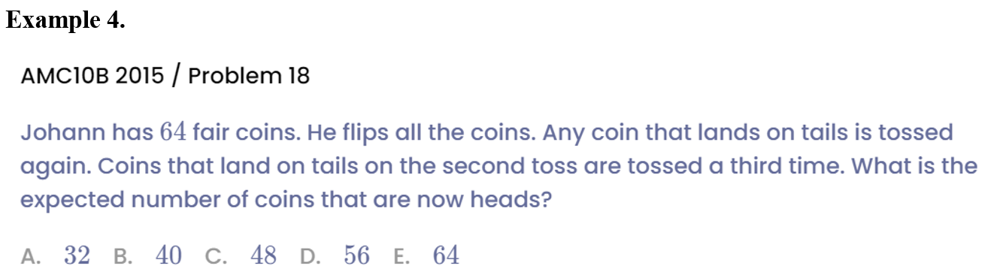 Example 4.
AMC10B 2015 / Problem 18
Johann has 64 fair coins. He flips all the coins. Any coin that lands on tails is tossed
again. Coins that land on tails on the second toss are tossed a third time. What is the
expected number of coins that are now heads?
A. 32 B. 40 C. 48 D. 56 E. 64